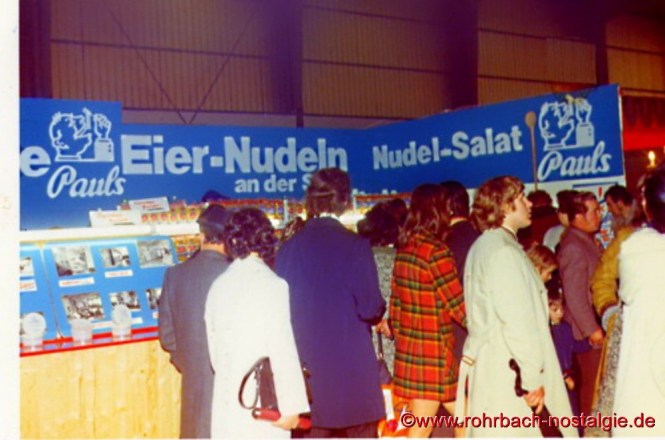 e
Pauls
Eier-Nudeln
an der S
Nudel-Salat
Pauls
© www.rohrbach-nostalgie.de